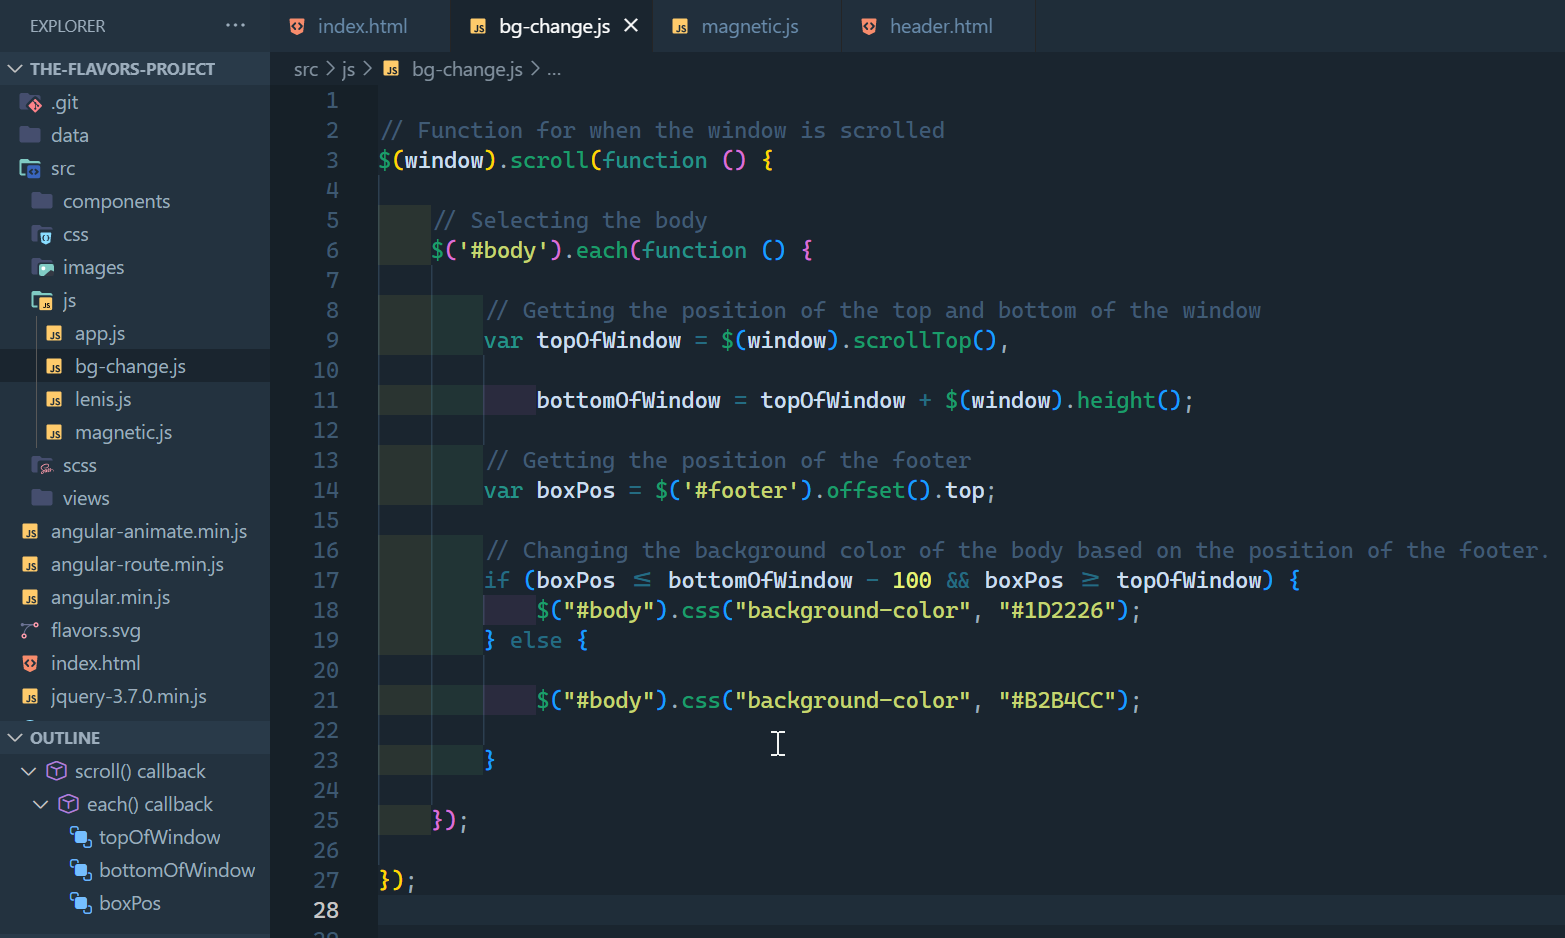 EXPLORER ...
THE-FLAVORS-PROJECT
.git
data
src
components
css
images
js
app.js
bg-change.js
lenis.js
magnetic.js
scss
views
angular-animate.min.js
angular-route.min.js
angular.min.js
flavors.svg
index.html
jquery-3.7.0.min.js
OUTLINE
scroll() callback
each() callback
topOfWindow
bottomOfWindow
boxPos
index.html bg-change.js magnetic.js header.html
src > js > bg-change.js > ...
1
2 // Function for when the window is scrolled
3 $(window).scroll(function () {
4
5 // Selecting the body
6 $('#body').each(function () {
7
8 // Getting the position of the top and bottom of the window
9 var topOfWindow = $(window).scrollTop(),
10
11 bottomOfWindow = topOfWindow + $(window).height();
12
13 // Getting the position of the footer
14 var boxPos = $('#footer').offset().top;
15
16 // Changing the background color of the body based on the position of the footer.
17 if (boxPos ≤ bottomOfWindow - 100 && boxPos ≥ topOfWindow) {
18 $("#body").css("background-color", "#1D2226");
19 } else {
20
21 $("#body").css("background-color", "#B2B4CC");
22
23 }
24
25 });
26
27 });
28